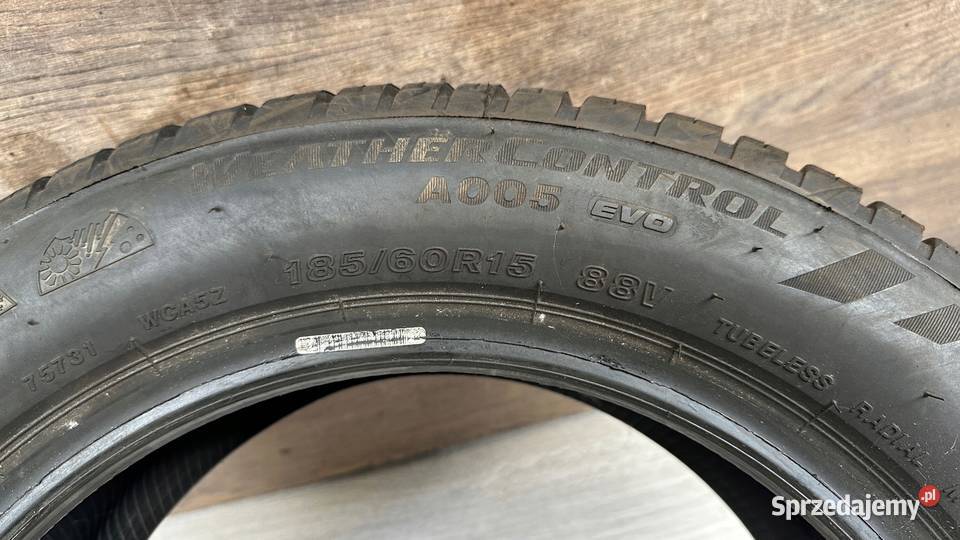 WEATHERCONTROL
A005 EVO
185/60R15 88V
TUBELESS RADIAL
75731 WCA5Z
Sprzedajemy.pl